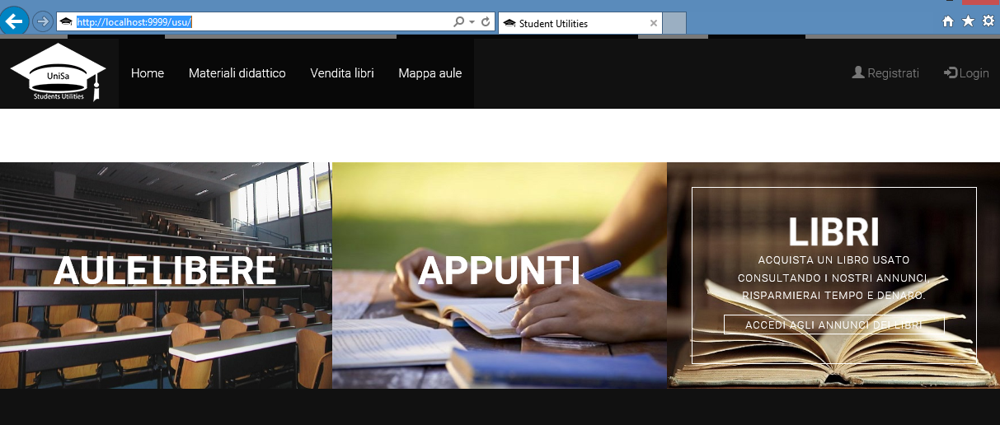 http://localhost:9999/usu/
Student Utilities
UniSa
Students Utilities
Home
Materiali didattico
Vendita libri
Mappa aule
Registrati
Login
AULE LIBERE
APPUNTI
LIBRI
ACQUISTA UN LIBRO USATO
CONSULTANDO I NOSTRI ANNUNCI,
RISPARMIERAI TEMPO E DENARO.
ACCEDI AGLI ANNUNCI DEI LIBRI